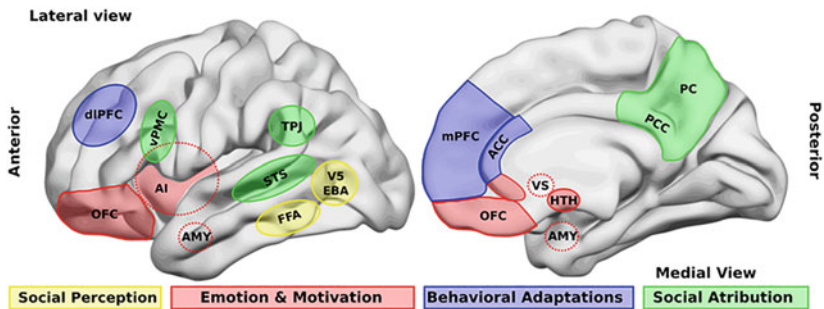 Lateral view
Anterior
dlPFC
vPMC
TPJ
AI
STS
V5
EBA
OFC
FFA
AMY
mPFC
ACC
PC
PCC
VS
HTH
OFC
AMY
Posterior
Medial View
Social Perception
Emotion & Motivation
Behavioral Adaptations
Social Atribution